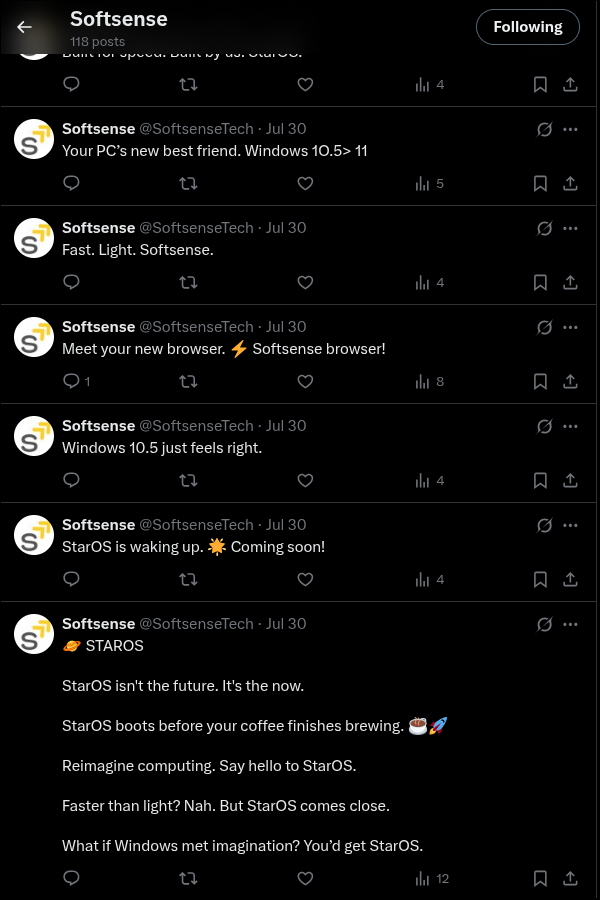 Softsense
118 posts
Following
Built for speed. Built by us. StarOS.
4
Softsense @SoftsenseTech · Jul 30
Your PC’s new best friend. Windows 1O.5> 11
5
Softsense @SoftsenseTech · Jul 30
Fast. Light. Softsense.
4
Softsense @SoftsenseTech · Jul 30
Meet your new browser. ⚡ Softsense browser!
1 8
Softsense @SoftsenseTech · Jul 30
Windows 10.5 just feels right.
4
Softsense @SoftsenseTech · Jul 30
StarOS is waking up. 🌟 Coming soon!
4
Softsense @SoftsenseTech · Jul 30
🪐 STAROS
StarOS isn't the future. It's the now.
StarOS boots before your coffee finishes brewing. ☕🚀
Reimagine computing. Say hello to StarOS.
Faster than light? Nah. But StarOS comes close.
What if Windows met imagination? You’d get StarOS.
12